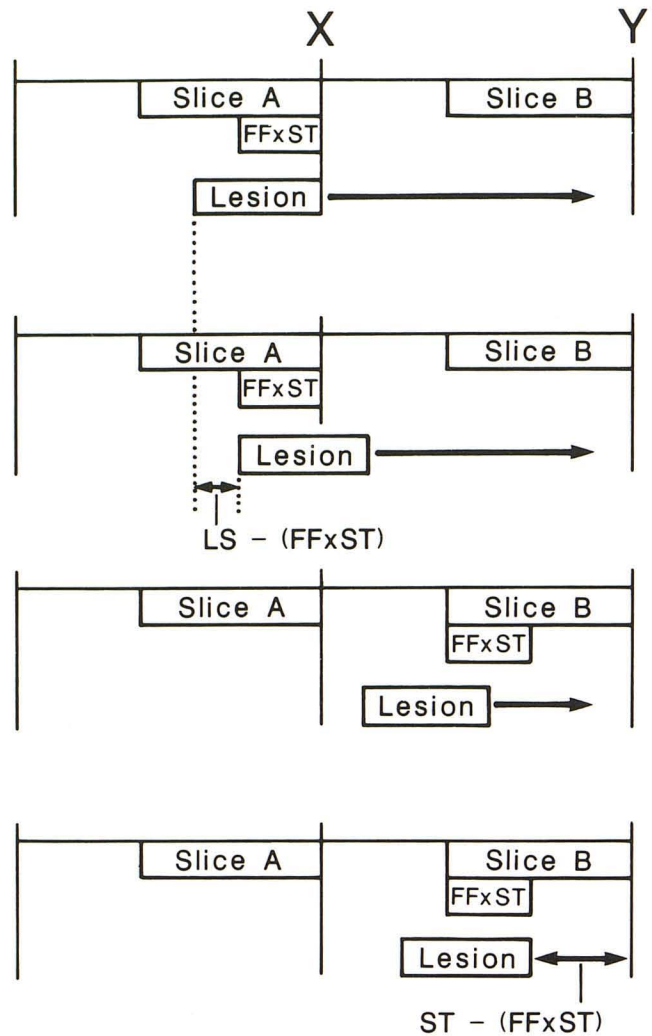 X Y
Slice A Slice B
FFxST
Lesion
Slice A Slice B
FFxST
Lesion
LS - (FFxST)
Slice A Slice B
FFxST
Lesion
Slice A Slice B
FFxST
Lesion
ST - (FFxST)